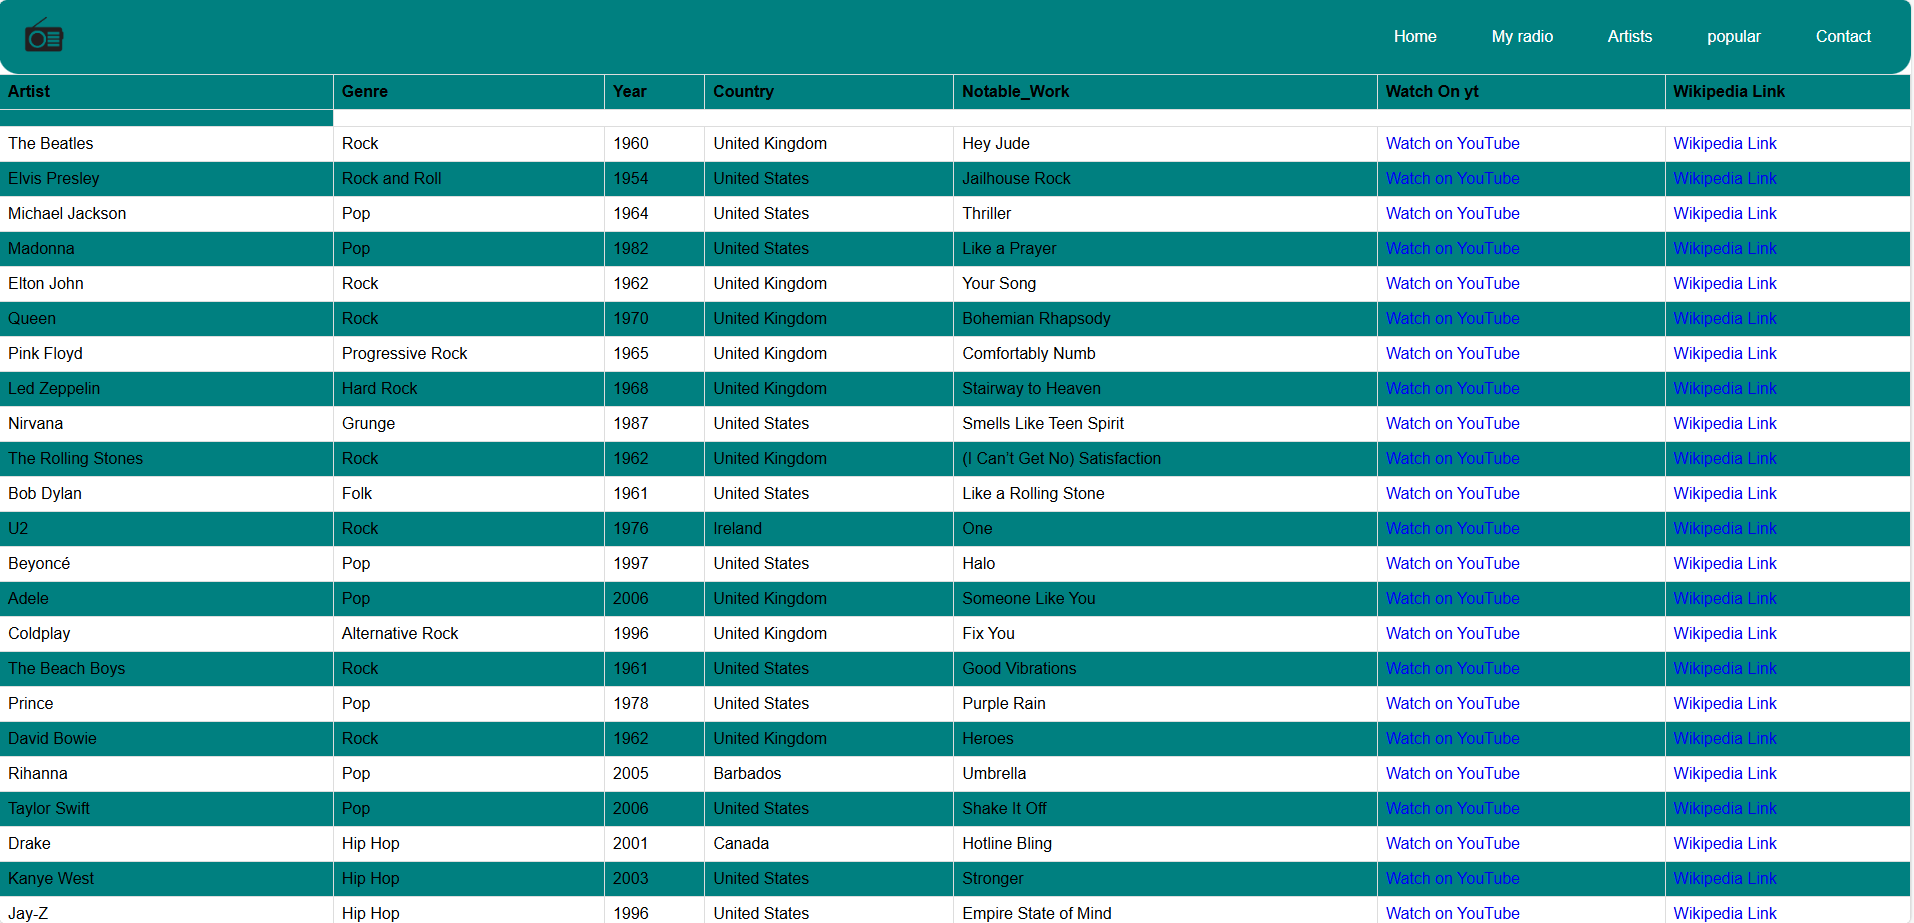 Home My radio Artists popular Contact
Artist Genre Year Country Notable_Work Watch On yt Wikipedia Link
The Beatles Rock 1960 United Kingdom Hey Jude Watch on YouTube Wikipedia Link
Elvis Presley Rock and Roll 1954 United States Jailhouse Rock Watch on YouTube Wikipedia Link
Michael Jackson Pop 1964 United States Thriller Watch on YouTube Wikipedia Link
Madonna Pop 1982 United States Like a Prayer Watch on YouTube Wikipedia Link
Elton John Rock 1962 United Kingdom Your Song Watch on YouTube Wikipedia Link
Queen Rock 1970 United Kingdom Bohemian Rhapsody Watch on YouTube Wikipedia Link
Pink Floyd Progressive Rock 1965 United Kingdom Comfortably Numb Watch on YouTube Wikipedia Link
Led Zeppelin Hard Rock 1968 United Kingdom Stairway to Heaven Watch on YouTube Wikipedia Link
Nirvana Grunge 1987 United States Smells Like Teen Spirit Watch on YouTube Wikipedia Link
The Rolling Stones Rock 1962 United Kingdom (I Can't Get No) Satisfaction Watch on YouTube Wikipedia Link
Bob Dylan Folk 1961 United States Like a Rolling Stone Watch on YouTube Wikipedia Link
U2 Rock 1976 Ireland One Watch on YouTube Wikipedia Link
Beyoncé Pop 1997 United States Halo Watch on YouTube Wikipedia Link
Adele Pop 2006 United Kingdom Someone Like You Watch on YouTube Wikipedia Link
Coldplay Alternative Rock 1996 United Kingdom Fix You Watch on YouTube Wikipedia Link
The Beach Boys Rock 1961 United States Good Vibrations Watch on YouTube Wikipedia Link
Prince Pop 1978 United States Purple Rain Watch on YouTube Wikipedia Link
David Bowie Rock 1962 United Kingdom Heroes Watch on YouTube Wikipedia Link
Rihanna Pop 2005 Barbados Umbrella Watch on YouTube Wikipedia Link
Taylor Swift Pop 2006 United States Shake It Off Watch on YouTube Wikipedia Link
Drake Hip Hop 2001 Canada Hotline Bling Watch on YouTube Wikipedia Link
Kanye West Hip Hop 2003 United States Stronger Watch on YouTube Wikipedia Link
Jay-Z Hip Hop 1996 United States Empire State of Mind Watch on YouTube Wikipedia Link